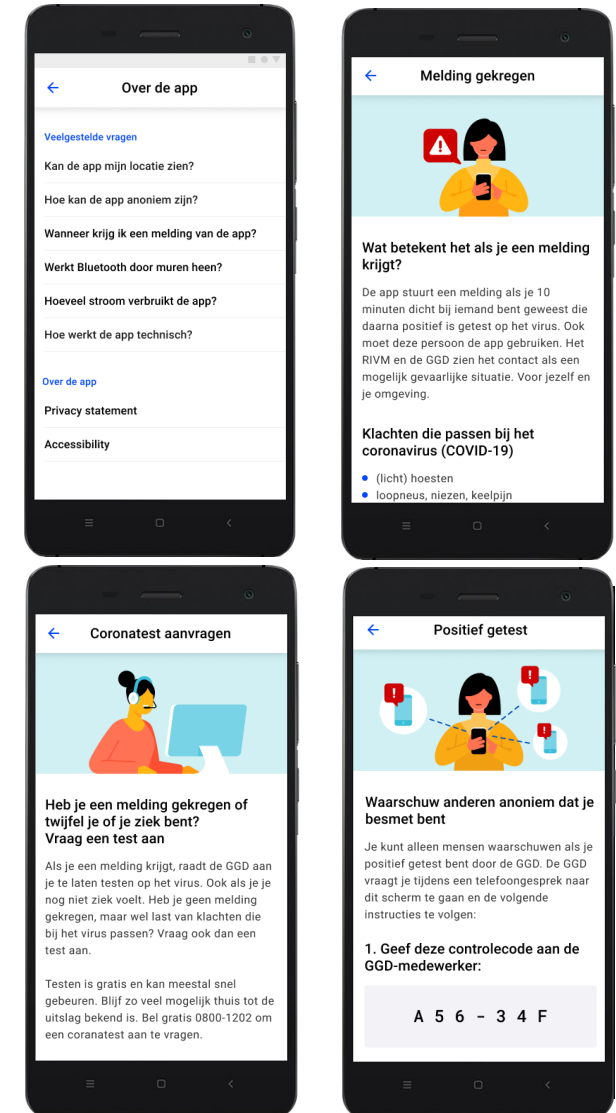 Over de app
Veelgestelde vragen
Kan de app mijn locatie zien?
Hoe kan de app anoniem zijn?
Wanneer krijg ik een melding van de app?
Werkt Bluetooth door muren heen?
Hoeveel stroom verbruikt de app?
Hoe werkt de app technisch?
Over de app
Privacy statement
Accessibility
Melding gekregen
Wat betekent het als je een melding
krijgt?
De app stuurt een melding als je 10
minuten dicht bij iemand bent geweest die
daarna positief is getest op het virus. Ook
moet deze persoon de app gebruiken. Het
RIVM en de GGD zien het contact als een
mogelijk gevaarlijke situatie. Voor jezelf en
je omgeving.
Klachten die passen bij het
coronavirus (COVID-19)
(licht) hoesten
loopneus, niezen, keelpijn
Coronatest aanvragen
Heb je een melding gekregen of
twijfel je of je ziek bent?
Vraag een test aan
Als je een melding krijgt, raadt de GGD aan
je te laten testen op het virus. Ook als je je
nog niet ziek voelt. Heb je geen melding
gekregen, maar wel last van klachten die
bij het virus passen? Vraag ook dan een
test aan.
Testen is gratis en kan meestal snel
gebeuren. Blijf zo veel mogelijk thuis tot de
uitslag bekend is. Bel gratis 0800-1202 om
een coranatest aan te vragen.
Positief getest
Waarschuw anderen anoniem dat je
besmet bent
Je kunt alleen mensen waarschuwen als je
positief getest bent door de GGD. De GGD
vraagt je tijdens een telefoongesprek naar
dit scherm te gaan en de volgende
instructies te volgen:
1. Geef deze controlecode aan de
GGD-medewerker:
A 5 6 - 3 4 F